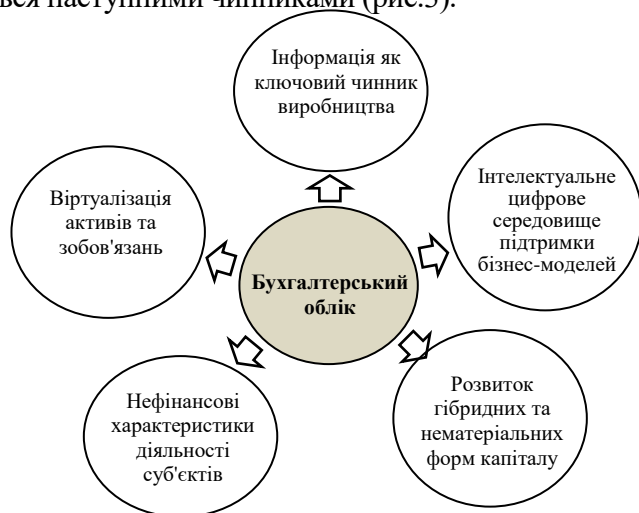 ься наступними чинниками (рис.3).
Інформація як
ключовий чинник
виробництва
Інтелектуальне
цифрове
середовище
підтримки
бізнес-моделей
Віртуалізація
активів та
зобов'язань
Бухгалтерський
облік
Розвиток
гібридних та
нематеріальних
форм капіталу
Нефінансові
характеристики
діяльності
суб'єктів